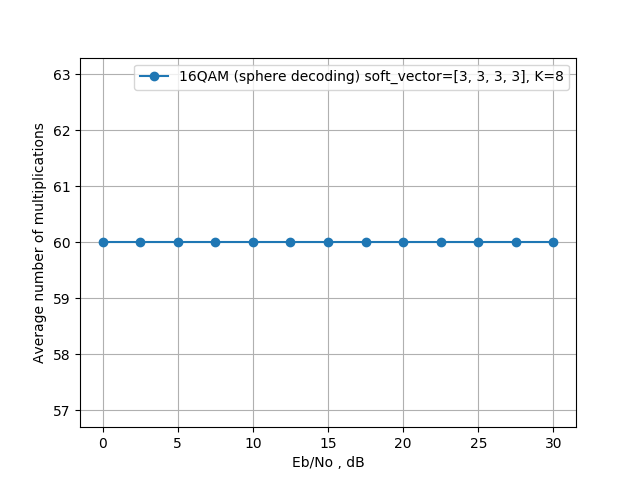 16QAM (sphere decoding) soft_vector=[3, 3, 3, 3], K=8
Average number of multiplications
63
62
61
60
59
58
57
0 5 10 15 20 25 30
Eb/No , dB